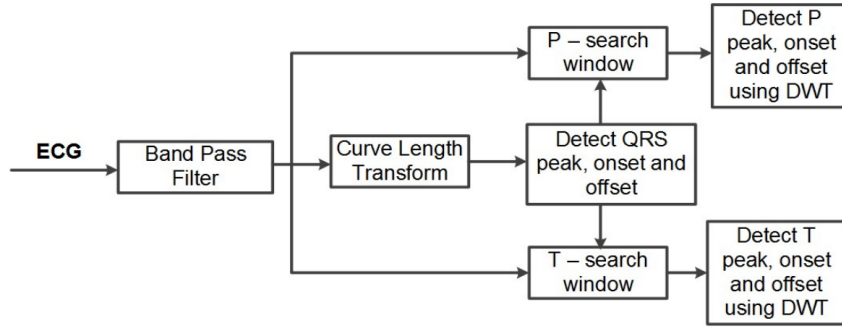 ECG
Band Pass
Filter
Curve Length
Transform
P – search
window
Detect P
peak, onset
and offset
using DWT
Detect QRS
peak, onset and
offset
T – search
window
Detect T
peak, onset
and offset
using DWT